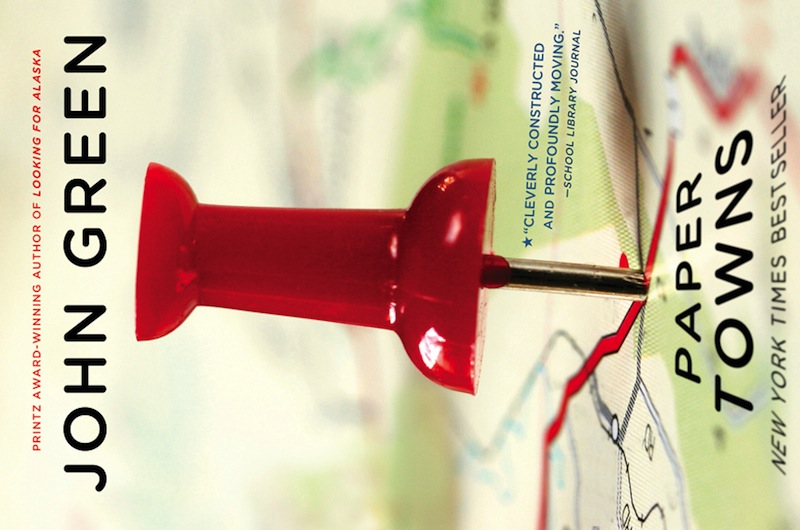 PRINTZ AWARD-WINNING AUTHOR OF LOOKING FOR ALASKA
JOHN GREEN
★“CLEVERLY CONSTRUCTED
AND PROFOUNDLY MOVING.”
—SCHOOL LIBRARY JOURNAL
PAPER
TOWNS
NEW YORK TIMES BESTSELLER